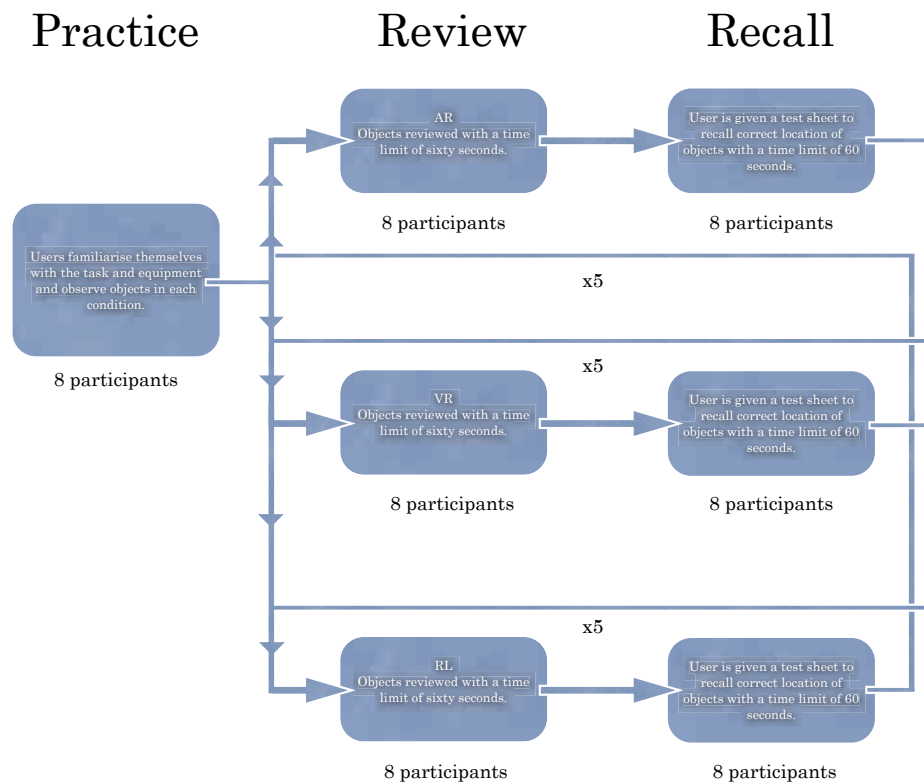 Practice
Review
Recall
AR
Objects reviewed with a time
limit of sixty seconds.
User is given a test sheet to
recall correct location of
objects with a time limit of 60
seconds.
8 participants
8 participants
Users familiarise themselves
with the task and equipment
and observe objects in each
condition.
8 participants
x5
x5
VR
Objects reviewed with a time
limit of sixty seconds.
User is given a test sheet to
recall correct location of
objects with a time limit of 60
seconds.
8 participants
8 participants
x5
RL
Objects reviewed with a time
limit of sixty seconds.
User is given a test sheet to
recall correct location of
objects with a time limit of 60
seconds.
8 participants
8 participants